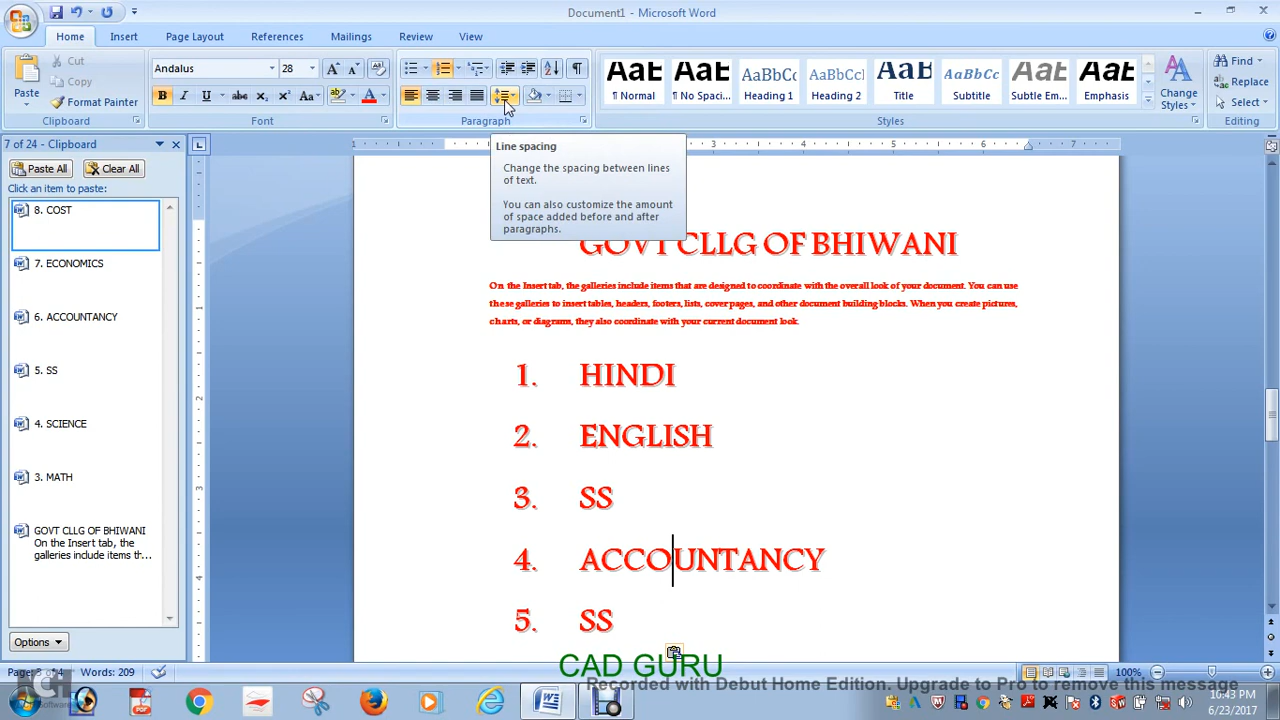 Document1 - Microsoft Word
Home Insert Page Layout References Mailings Review View
Paste
Cut
Copy
Format Painter
Clipboard
Andalus 28
Font
Paragraph
AaB AaB AaBbC AaBbCc AaBb AaBbCc AaBbCc AaBb
¶ Normal ¶ No Spaci... Heading 1 Heading 2 Title Subtitle Subtle Em... Emphasis
Change Styles
Styles
Find
Replace
Select
Editing
7 of 24 - Clipboard
Paste All Clear All
Click an item to paste:
8. COST
7. ECONOMICS
6. ACCOUNTANCY
5. SS
4. SCIENCE
3. MATH
GOVT CLLG OF BHIWANI
On the Insert tab, the
galleries include items th...
Options
Line spacing
Change the spacing between lines
of text.
You can also customize the amount
of space added before and after
paragraphs.
GOVT CLLG OF BHIWANI
On the Insert tab, the galleries include items that are designed to coordinate with the overall look of your document. You can use
these galleries to insert tables, headers, footers, lists, cover pages, and other document building blocks. When you create pictures,
charts, or diagrams, they also coordinate with your current document look.
1. HINDI
2. ENGLISH
3. SS
4. ACCOUNTANCY
5. SS
CAD GURU
Words: 209
100%
Recorded with Debut Home Edition. Upgrade to Pro to remove this message
16:43 PM
6/23/2017